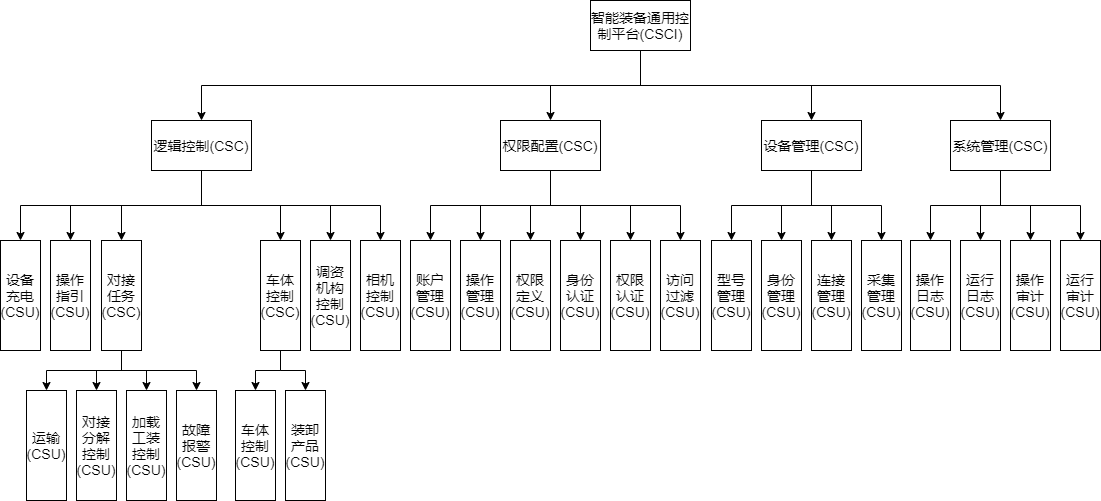 智能装备通用控
制平台(CSCI)
逻辑控制(CSC)
权限配置(CSC)
设备管理(CSC)
系统管理(CSC)
设备
充电
(CSU)
操作
指引
(CSU)
对接
任务
(CSC)
车体
控制
(CSC)
调资
机构
控制
(CSU)
相机
控制
(CSU)
账户
管理
(CSU)
操作
管理
(CSU)
权限
定义
(CSU)
身份
认证
(CSU)
权限
认证
(CSU)
访问
过滤
(CSU)
型号
管理
(CSU)
身份
管理
(CSU)
连接
管理
(CSU)
采集
管理
(CSU)
操作
日志
(CSU)
运行
日志
(CSU)
操作
审计
(CSU)
运行
审计
(CSU)
运输
(CSU)
对接
分解
控制
(CSU)
加载
工装
控制
(CSU)
故障
报警
(CSU)
车体
控制
(CSU)
装卸
产品
(CSU)